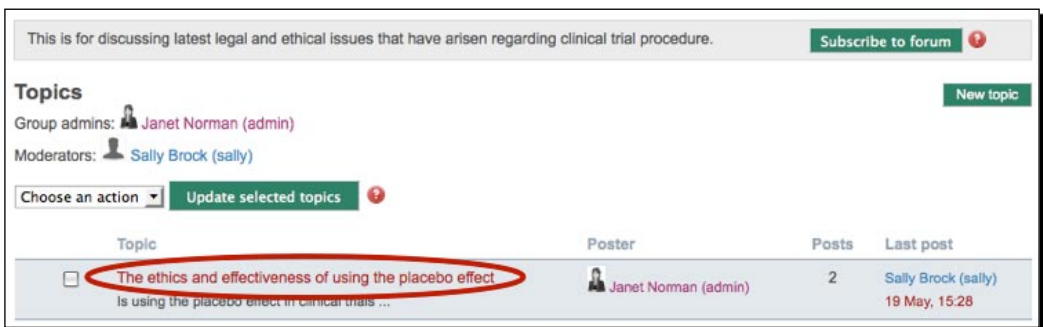 This is for discussing latest legal and ethical issues that have arisen regarding clinical trial procedure.
Subscribe to forum
?
Topics
New topic
Group admins: Janet Norman (admin)
Moderators: Sally Brock (sally)
Choose an action
Update selected topics
?
Topic Poster Posts Last post
The ethics and effectiveness of using the placebo effect
Janet Norman (admin)
2
Sally Brock (sally)
Is using the placebo effect in clinical trials ...
19 May, 15:28